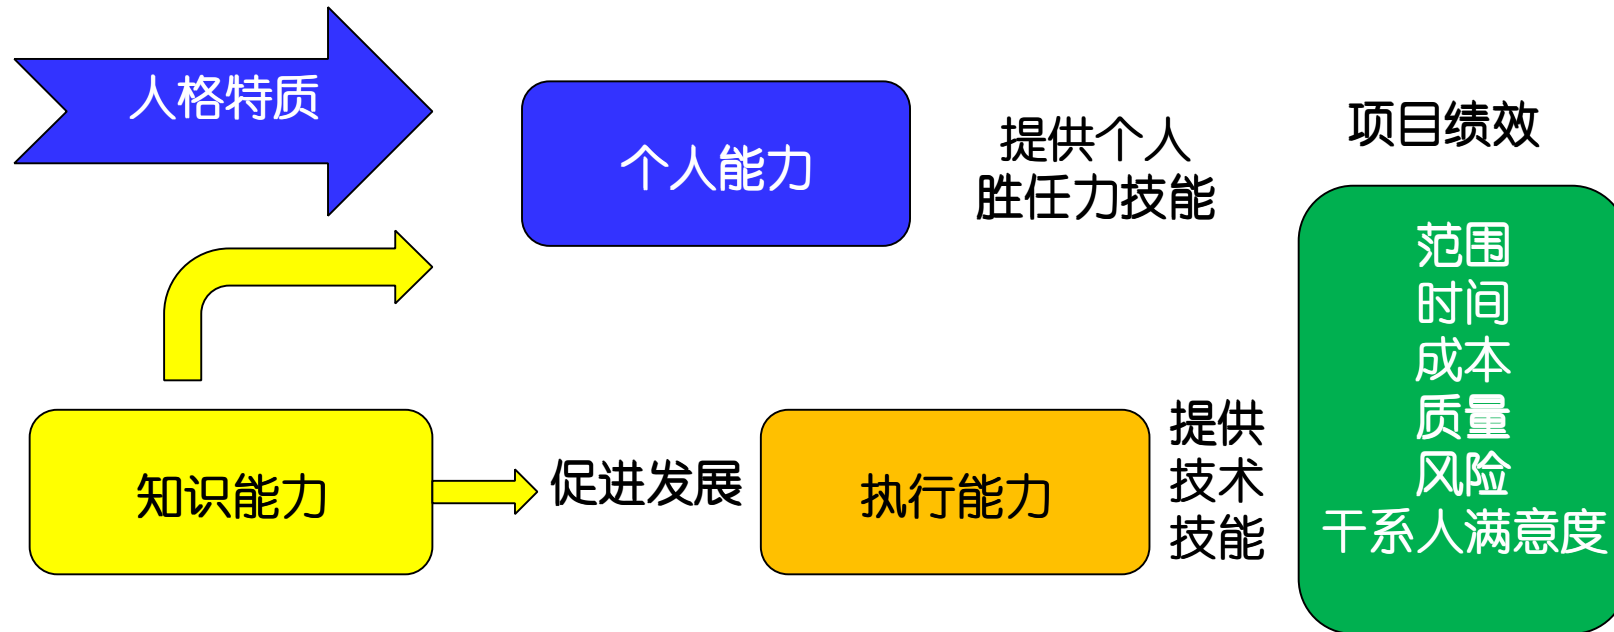 人格特质
个人能力
提供个人
胜任力技能
项目绩效
范围
时间
成本
质量
风险
干系人满意度
知识能力
促进发展
执行能力
提供
技术
技能